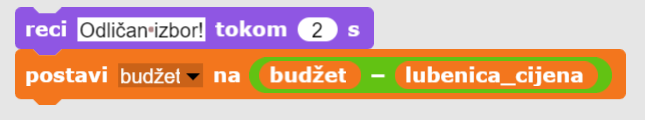 reci Odličan izbor! tokom 2 s
postavi budžet na budžet − lubenica_cijena